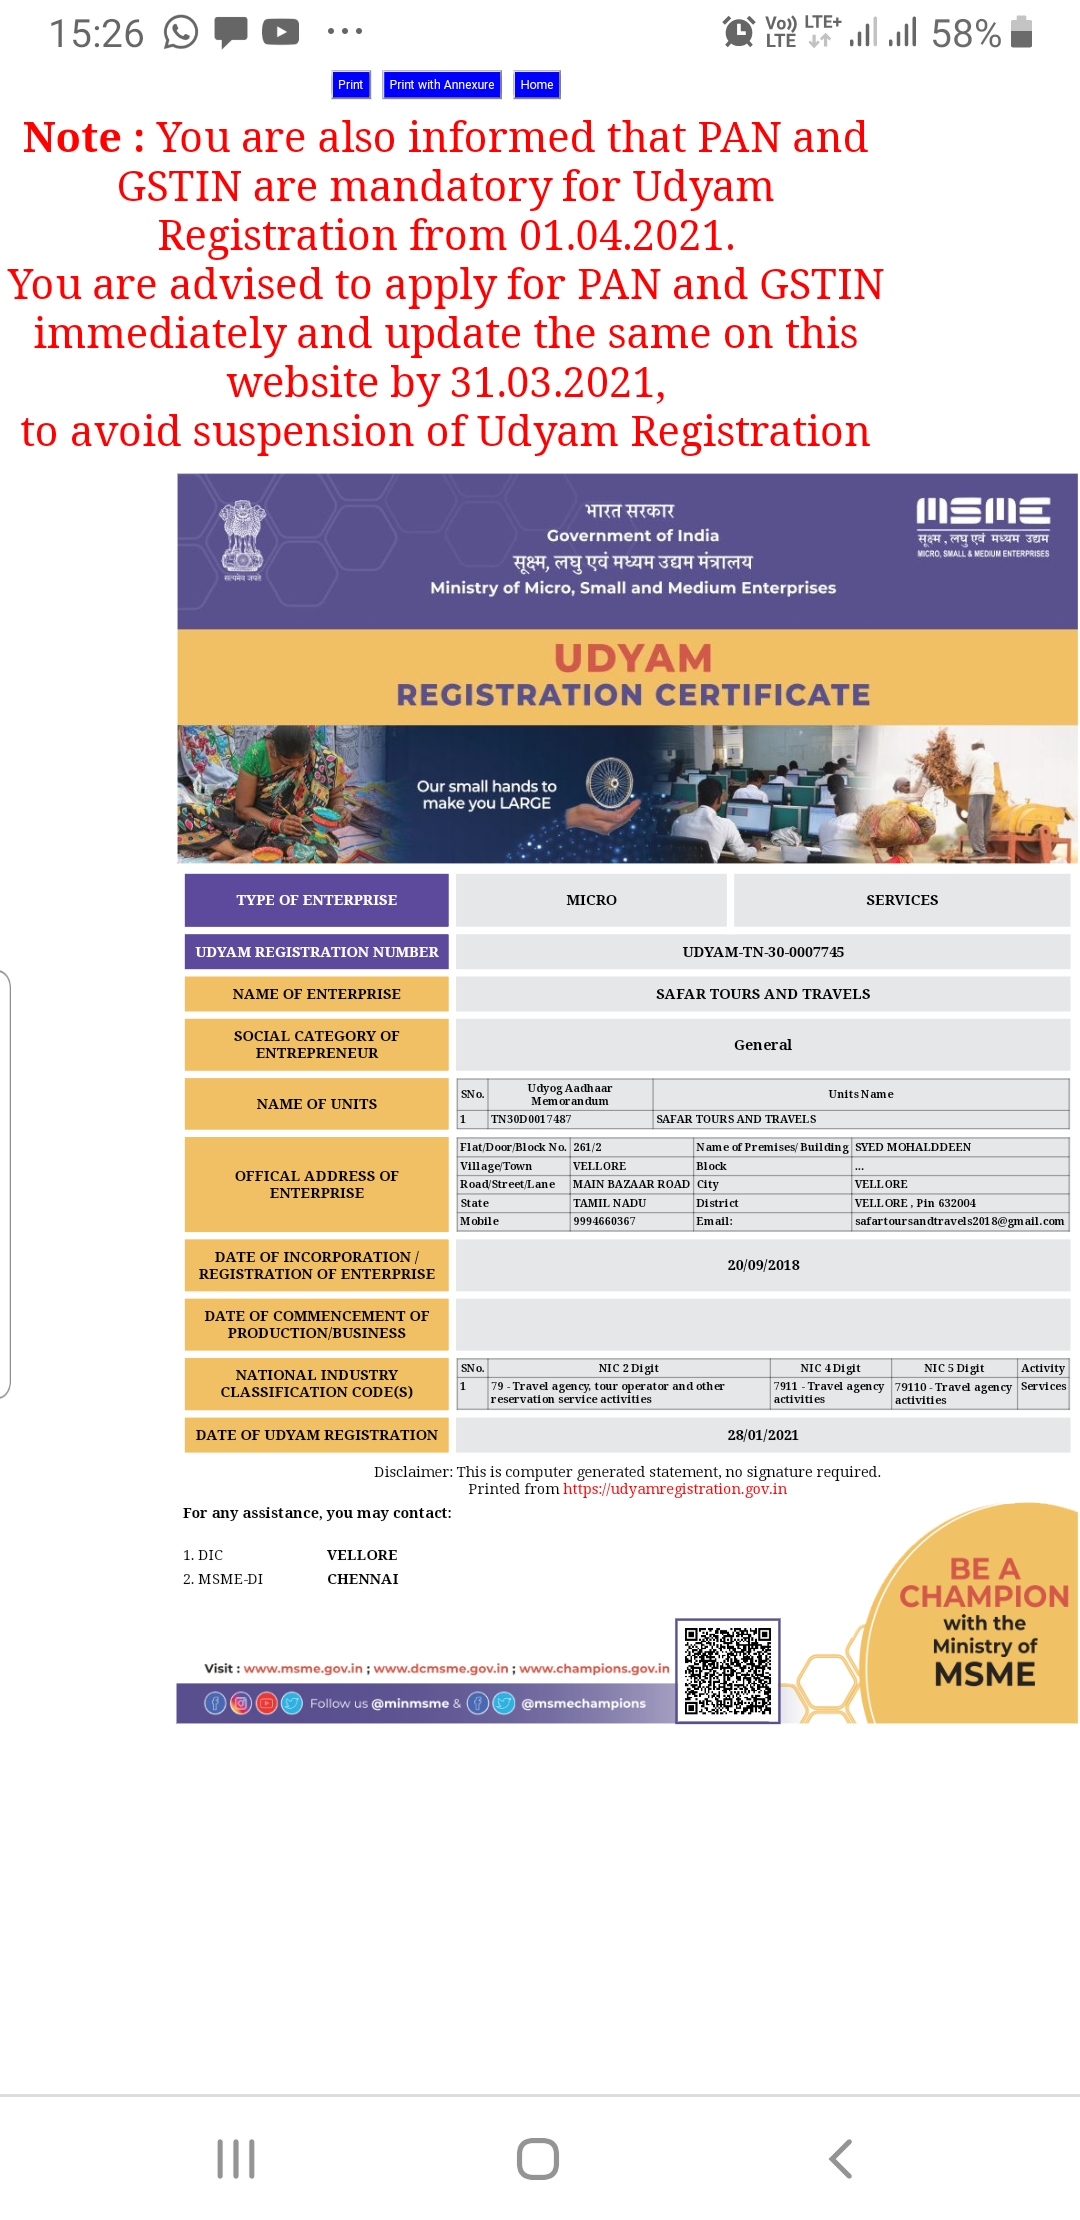 15:26
Vo)) LTE LTE+ 58%
Print Print with Annexure Home
Note : You are also informed that PAN and
GSTIN are mandatory for Udyam
Registration from 01.04.2021.
You are advised to apply for PAN and GSTIN
immediately and update the same on this
website by 31.03.2021,
to avoid suspension of Udyam Registration
सत्यमेव जयते
भारत सरकार
Government of India
सूक्ष्म, लघु एवं मध्यम उद्यम मंत्रालय
Ministry of Micro, Small and Medium Enterprises
MSME
सूक्ष्म, लघु एवं मध्यम उद्यम
MICRO, SMALL & MEDIUM ENTERPRISES
UDYAM
REGISTRATION CERTIFICATE
Our small hands to
make you LARGE
TYPE OF ENTERPRISE MICRO SERVICES
UDYAM REGISTRATION NUMBER UDYAM-TN-30-0007745
NAME OF ENTERPRISE SAFAR TOURS AND TRAVELS
SOCIAL CATEGORY OF
ENTREPRENEUR
General
NAME OF UNITS
SNo. Udyog Aadhaar Memorandum Units Name
1 TN30D0017487 SAFAR TOURS AND TRAVELS
OFFICAL ADDRESS OF
ENTERPRISE
Flat/Door/Block No. 261/2 Name of Premises/ Building SYED MOHALDDEEN
Village/Town VELLORE Block ...
Road/Street/Lane MAIN BAZAAR ROAD City VELLORE
State TAMIL NADU District VELLORE , Pin 632004
Mobile 9994660367 Email: safartoursandtravels2018@gmail.com
DATE OF INCORPORATION /
REGISTRATION OF ENTERPRISE
20/09/2018
DATE OF COMMENCEMENT OF
PRODUCTION/BUSINESS
NATIONAL INDUSTRY
CLASSIFICATION CODE(S)
SNo. NIC 2 Digit NIC 4 Digit NIC 5 Digit Activity
1 79 - Travel agency, tour operator and other reservation service activities 7911 - Travel agency activities 79110 - Travel agency activities Services
DATE OF UDYAM REGISTRATION 28/01/2021
Disclaimer: This is computer generated statement, no signature required.
Printed from https://udyamregistration.gov.in
For any assistance, you may contact:
1. DIC VELLORE
2. MSME-DI CHENNAI
BE A
CHAMPION
with the
Ministry of
MSME
Visit : www.msme.gov.in ; www.dcmsme.gov.in ; www.champions.gov.in
Follow us @minmsme & @msmechampions